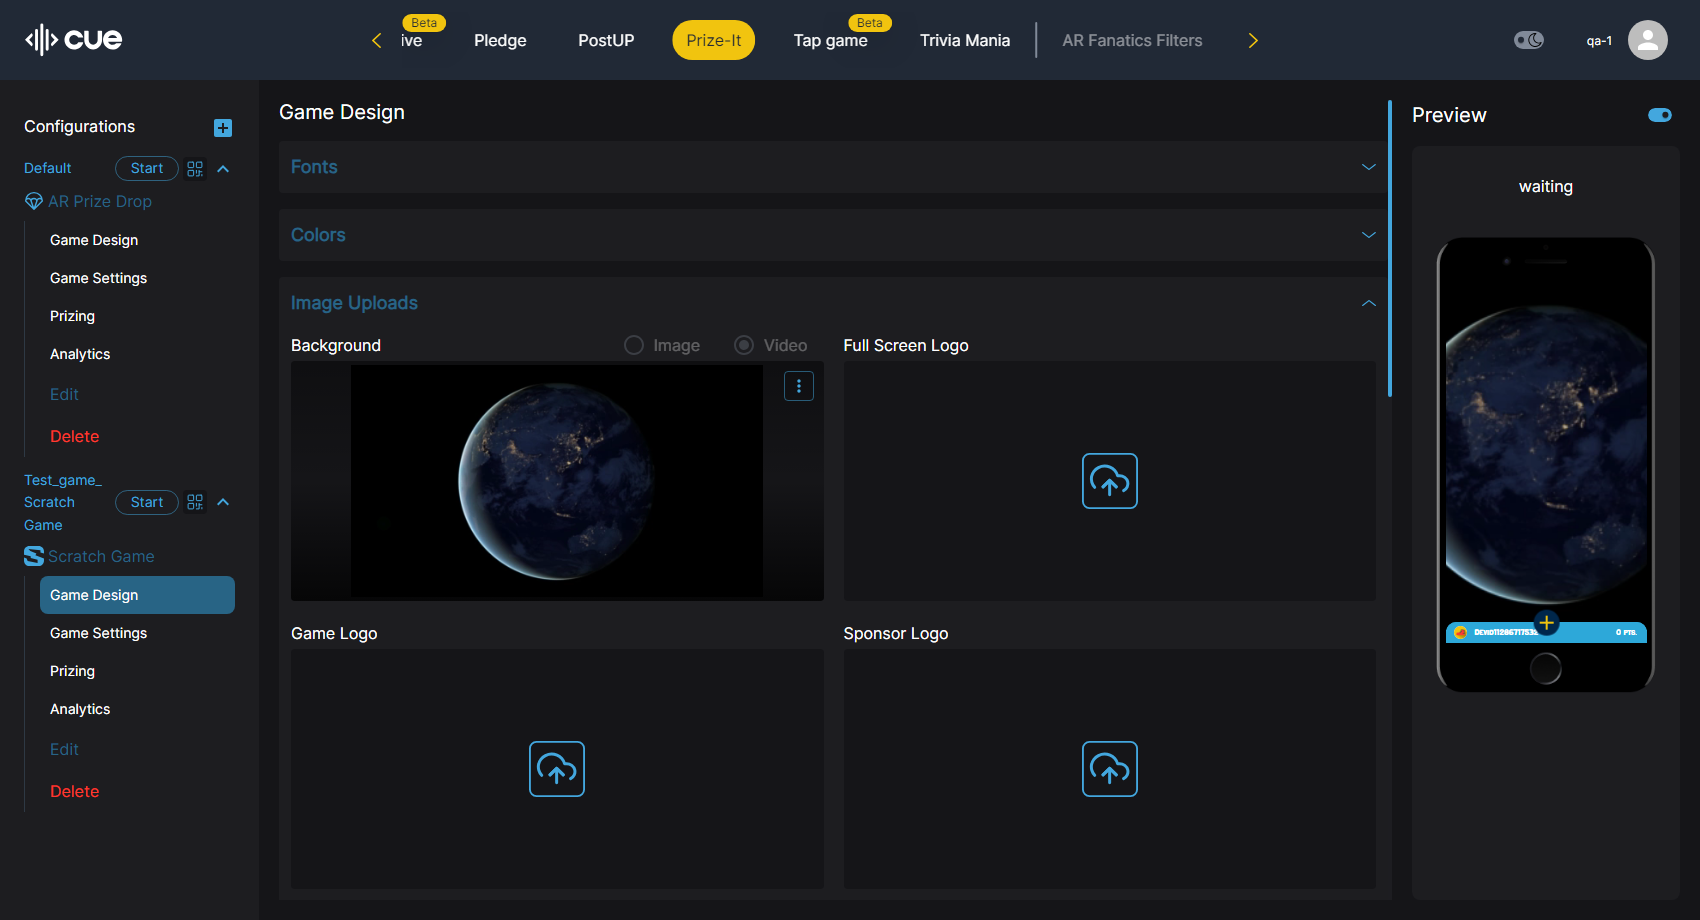 cue
Beta
ive
Pledge
PostUP
Prize-It
Beta
Tap game
Trivia Mania
AR Fanatics Filters
qa-1
Configurations
Default
Start
AR Prize Drop
Game Design
Game Settings
Prizing
Analytics
Edit
Delete
Test_game_
Scratch
Game
Start
Scratch Game
Game Design
Game Settings
Prizing
Analytics
Edit
Delete
Game Design
Fonts
Colors
Image Uploads
Background
Image
Video
Full Screen Logo
Game Logo
Sponsor Logo
Preview
waiting
0 PTS.